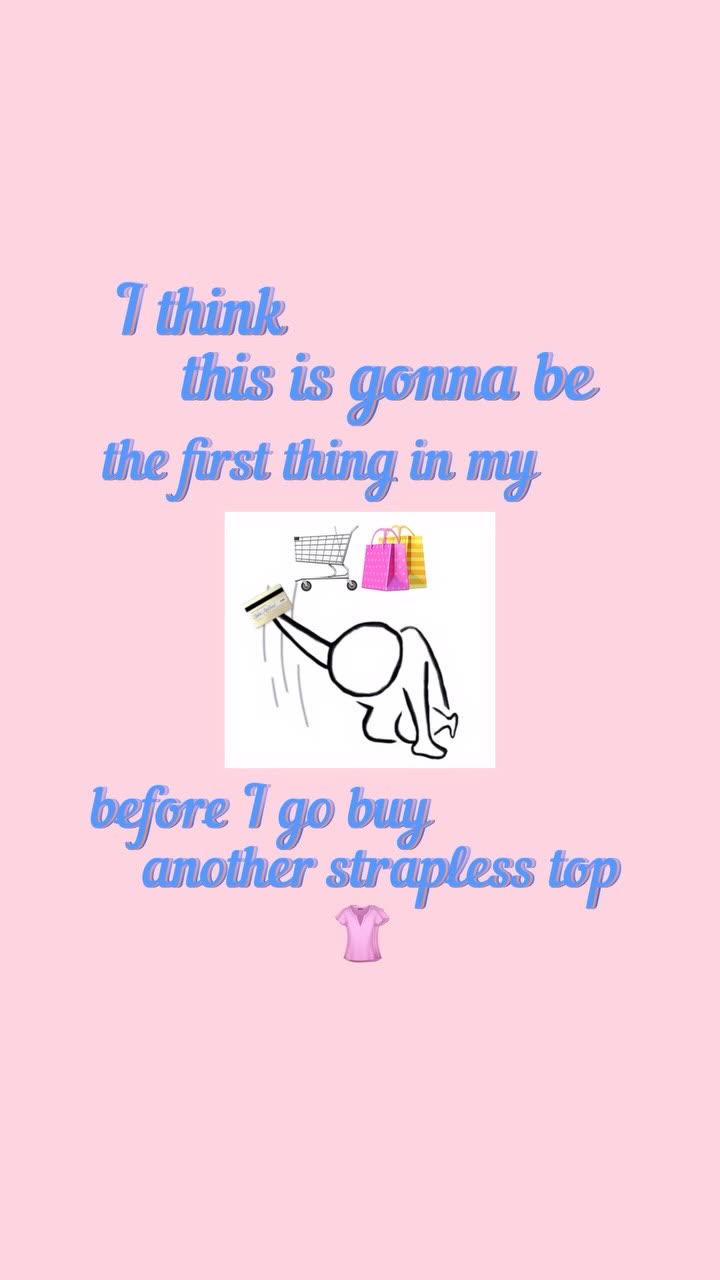 I think
this is gonna be
the first thing in my
before I go buy
another strapless top